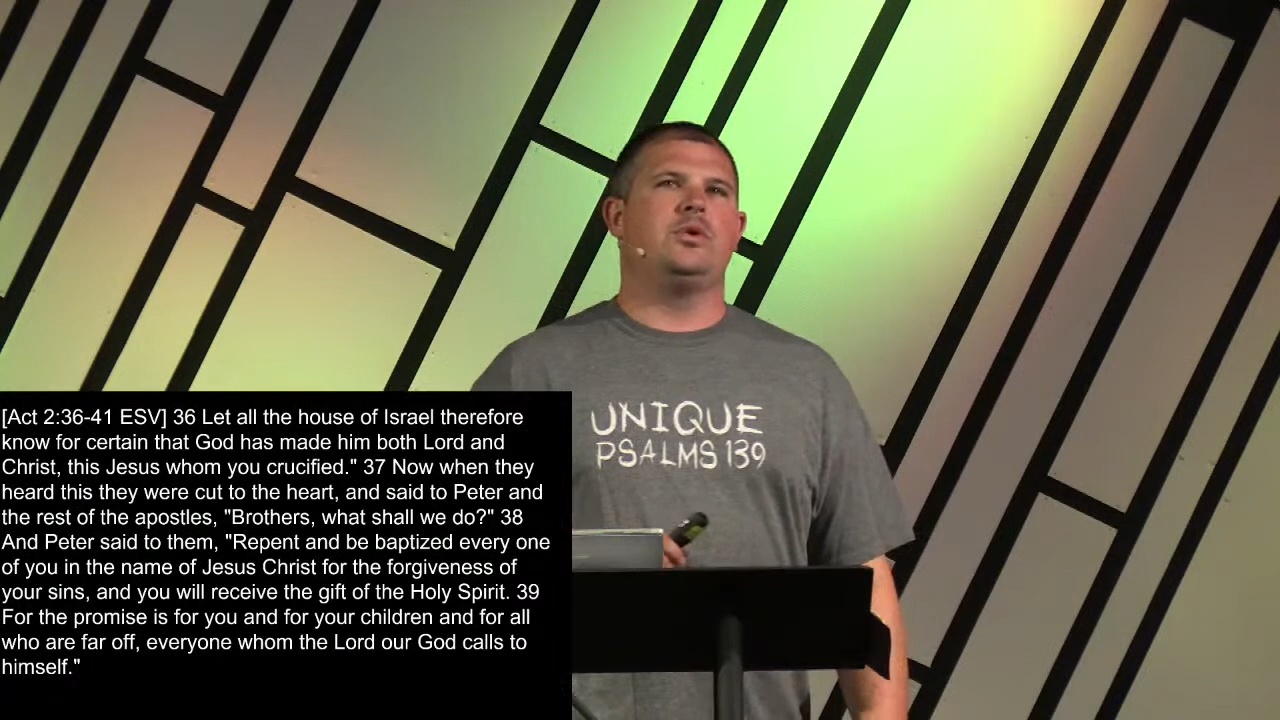 UNIQUE
PSALMS 139
[Act 2:36-41 ESV] 36 Let all the house of Israel therefore
know for certain that God has made him both Lord and
Christ, this Jesus whom you crucified." 37 Now when they
heard this they were cut to the heart, and said to Peter and
the rest of the apostles, "Brothers, what shall we do?" 38
And Peter said to them, "Repent and be baptized every one
of you in the name of Jesus Christ for the forgiveness of
your sins, and you will receive the gift of the Holy Spirit. 39
For the promise is for you and for your children and for all
who are far off, everyone whom the Lord our God calls to
himself."